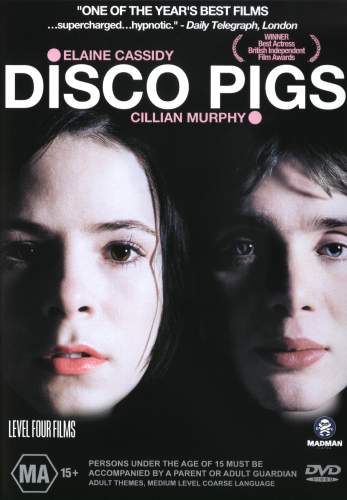 "ONE OF THE YEAR'S BEST FILMS
...supercharged...hypnotic." - Daily Telegraph, London
WINNER
Best Actress
British Independent
Film Awards
ELAINE CASSIDY
DISCO PIGS
CILLIAN MURPHY
LEVEL FOUR FILMS
MADMAN
MA 15+
PERSONS UNDER THE AGE OF 15 MUST BE
ACCOMPANIED BY A PARENT OR ADULT GUARDIAN
ADULT THEMES, MEDIUM LEVEL COARSE LANGUAGE
DVD
VIDEO